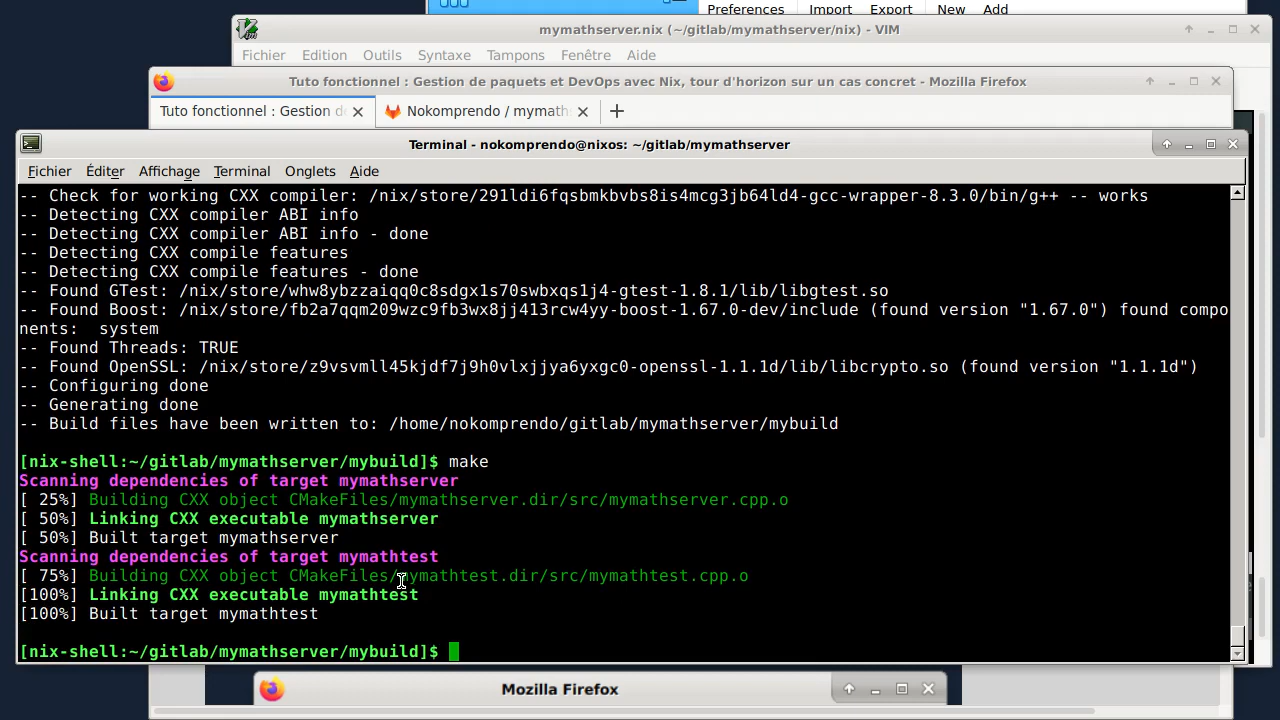 Preferences Import Export New Add
mymathserver.nix (~/gitlab/mymathserver/nix) - VIM
Fichier Edition Outils Syntaxe Tampons Fenêtre Aide
Tuto fonctionnel : Gestion de paquets et DevOps avec Nix, tour d'horizon sur un cas concret - Mozilla Firefox
Tuto fonctionnel : Gestion de Nokomprendo / mymath
Terminal - nokomprendo@nixos: ~/gitlab/mymathserver
Fichier Éditer Affichage Terminal Onglets Aide
-- Check for working CXX compiler: /nix/store/291ldi6fqsbmkbvbs8is4mcg3jb64ld4-gcc-wrapper-8.3.0/bin/g++ -- works
-- Detecting CXX compiler ABI info
-- Detecting CXX compiler ABI info - done
-- Detecting CXX compile features
-- Detecting CXX compile features - done
-- Found GTest: /nix/store/whw8ybzzaiqq0c8sdgx1s70swbxqs1j4-gtest-1.8.1/lib/libgtest.so
-- Found Boost: /nix/store/fb2a7qqm209wzc9fb3wx8jj413rcw4yy-boost-1.67.0-dev/include (found version "1.67.0") found compo
nents:  system
-- Found Threads: TRUE
-- Found OpenSSL: /nix/store/z9vsvmll45kjdf7j9h0vlxjjya6yxgc0-openssl-1.1.1d/lib/libcrypto.so (found version "1.1.1d")
-- Configuring done
-- Generating done
-- Build files have been written to: /home/nokomprendo/gitlab/mymathserver/mybuild
[nix-shell:~/gitlab/mymathserver/mybuild]$ make
Scanning dependencies of target mymathserver
[ 25%] Building CXX object CMakeFiles/mymathserver.dir/src/mymathserver.cpp.o
[ 50%] Linking CXX executable mymathserver
[ 50%] Built target mymathserver
Scanning dependencies of target mymathtest
[ 75%] Building CXX object CMakeFiles/mymathtest.dir/src/mymathtest.cpp.o
[100%] Linking CXX executable mymathtest
[100%] Built target mymathtest
[nix-shell:~/gitlab/mymathserver/mybuild]$
Mozilla Firefox